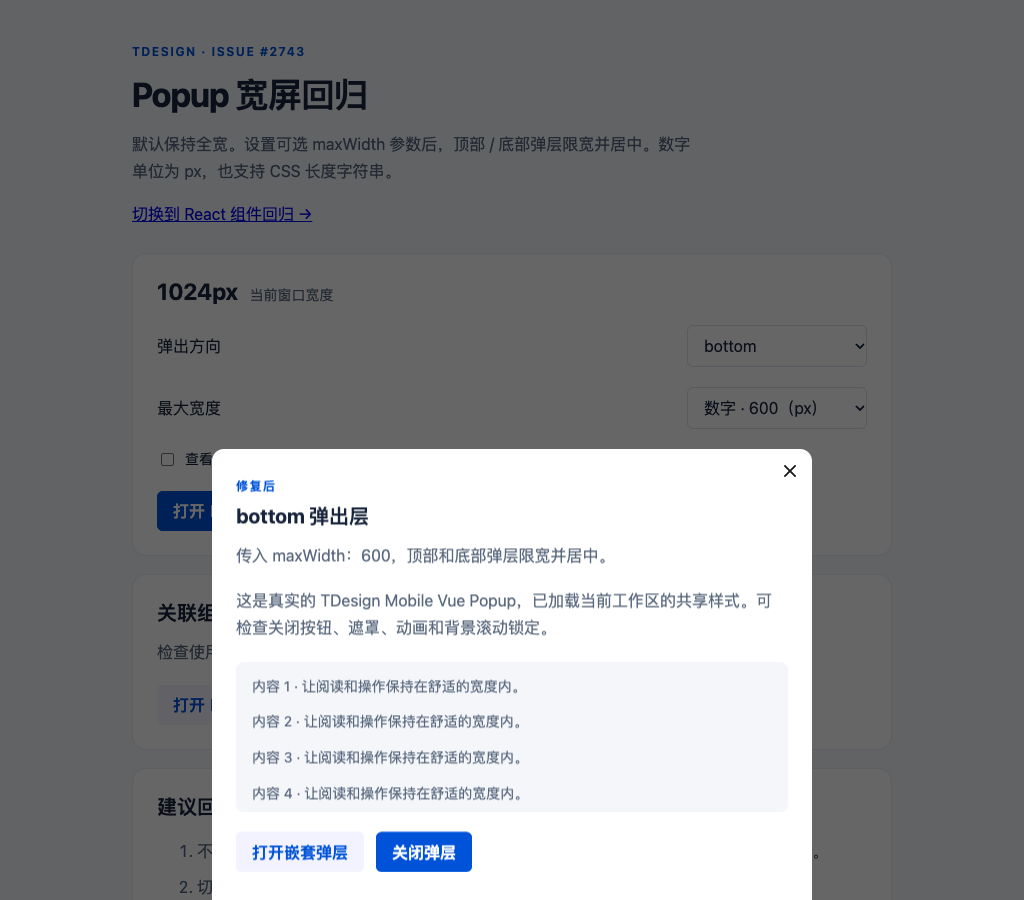 TDESIGN · ISSUE #2743
Popup 宽屏回归
默认保持全宽。设置可选 maxWidth 参数后，顶部 / 底部弹层限宽并居中。数字
单位为 px，也支持 CSS 长度字符串。
切换到 React 组件回归 →
1024px 当前窗口宽度
弹出方向
bottom
最大宽度
数字 · 600（px）
查看
打开
修复后
bottom 弹出层
传入 maxWidth：600，顶部和底部弹层限宽并居中。
这是真实的 TDesign Mobile Vue Popup，已加载当前工作区的共享样式。可
检查关闭按钮、遮罩、动画和背景滚动锁定。
内容 1 · 让阅读和操作保持在舒适的宽度内。
内容 2 · 让阅读和操作保持在舒适的宽度内。
内容 3 · 让阅读和操作保持在舒适的宽度内。
内容 4 · 让阅读和操作保持在舒适的宽度内。
打开嵌套弹层
关闭弹层
关联组
检查使用
打开
建议回
1. 不
2. 切